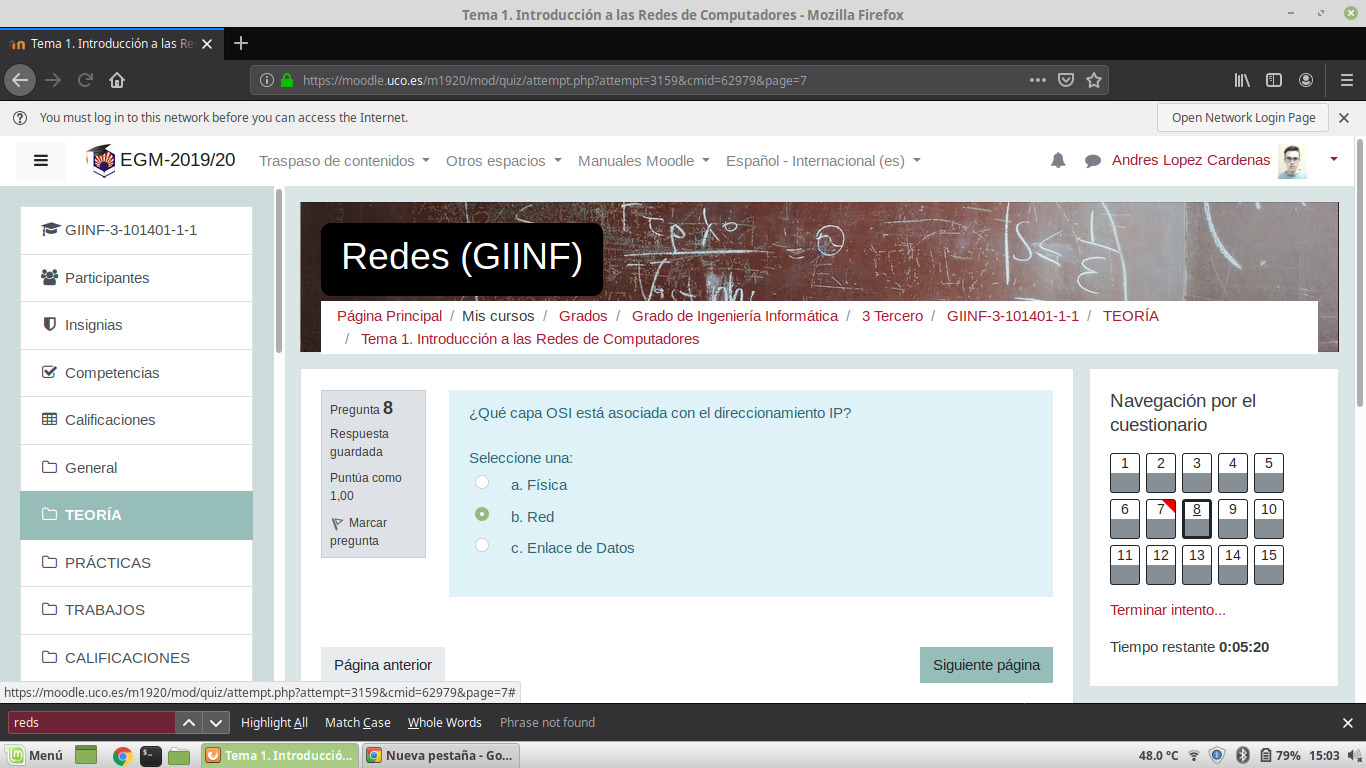 Tema 1. Introducción a las Redes de Computadores - Mozilla Firefox
Tema 1. Introducción a las Re
https://moodle.uco.es/m1920/mod/quiz/attempt.php?attempt=3159&cmid=62979&page=7
You must log in to this network before you can access the Internet.
Open Network Login Page
EGM-2019/20
Traspaso de contenidos
Otros espacios
Manuales Moodle
Español - Internacional (es)
Andres Lopez Cardenas
GIINF-3-101401-1-1
Participantes
Insignias
Competencias
Calificaciones
General
TEORÍA
PRÁCTICAS
TRABAJOS
CALIFICACIONES
Redes (GIINF)
Página Principal / Mis cursos / Grados / Grado de Ingeniería Informática / 3 Tercero / GIINF-3-101401-1-1 / TEORÍA
/ Tema 1. Introducción a las Redes de Computadores
Pregunta 8
Respuesta
guardada
Puntúa como
1,00
Marcar
pregunta
¿Qué capa OSI está asociada con el direccionamiento IP?
Seleccione una:
a. Física
b. Red
c. Enlace de Datos
Página anterior
Siguiente página
Navegación por el
cuestionario
1 2 3 4 5
6 7 8 9 10
11 12 13 14 15
Terminar intento...
Tiempo restante 0:05:20
https://moodle.uco.es/m1920/mod/quiz/attempt.php?attempt=3159&cmid=62979&page=7#
reds
Highlight All
Match Case
Whole Words
Phrase not found
Menú
Tema 1. Introducció...
Nueva pestaña - Go...
48.0 °C
79%
15:03